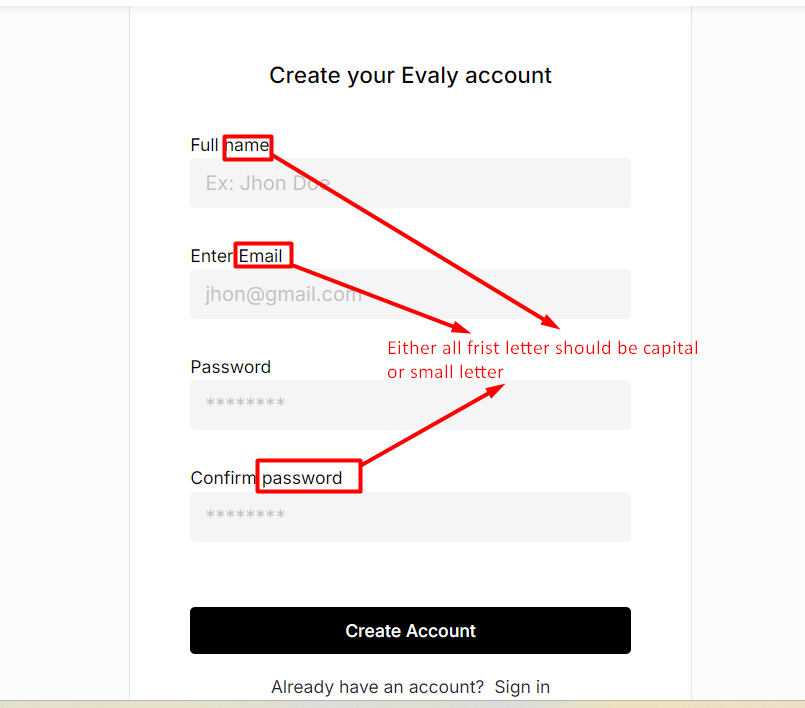 Create your Evaly account
Full name
Ex: Jhon Doe
Enter Email
jhon@gmail.com
Either all frist letter should be capital
or small letter
Password
********
Confirm password
********
Create Account
Already have an account? Sign in